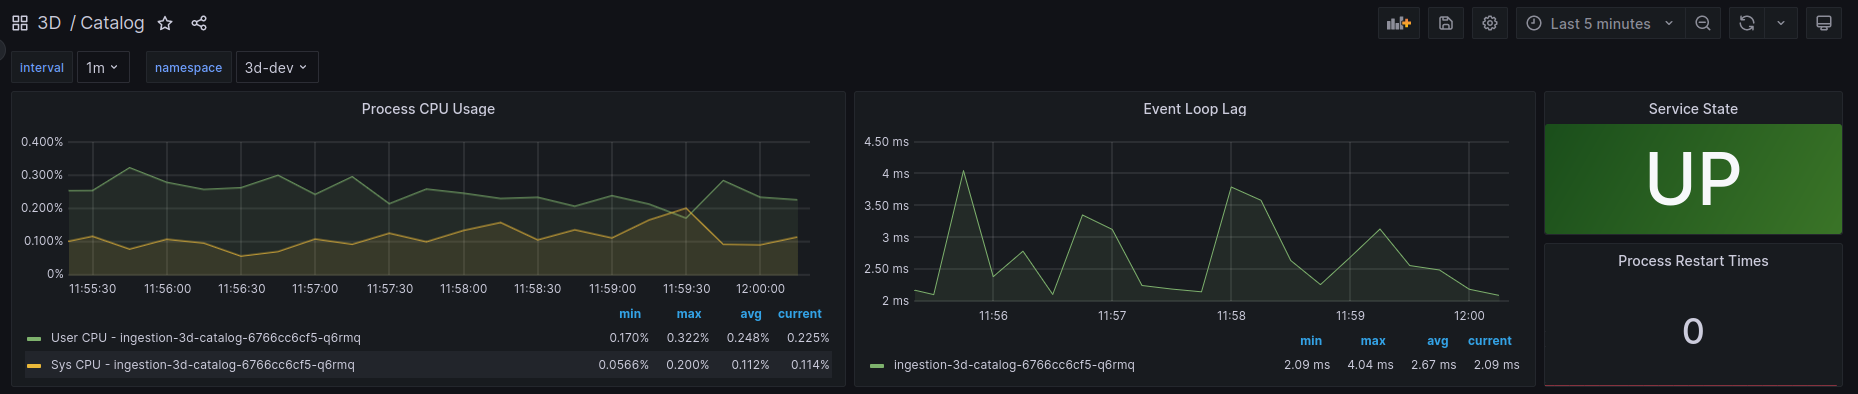 3D / Catalog
Last 5 minutes
interval 1m namespace 3d-dev
Process CPU Usage
0.400%
0.300%
0.200%
0.100%
0%
11:55:30 11:56:00 11:56:30 11:57:00 11:57:30 11:58:00 11:58:30 11:59:00 11:59:30 12:00:00
min max avg current
User CPU - ingestion-3d-catalog-6766cc6cf5-q6rmq 0.170% 0.322% 0.248% 0.225%
Sys CPU - ingestion-3d-catalog-6766cc6cf5-q6rmq 0.0566% 0.200% 0.112% 0.114%
Event Loop Lag
4.50 ms
4 ms
3.50 ms
3 ms
2.50 ms
2 ms
11:56 11:57 11:58 11:59 12:00
min max avg current
ingestion-3d-catalog-6766cc6cf5-q6rmq 2.09 ms 4.04 ms 2.67 ms 2.09 ms
Service State
UP
Process Restart Times
0